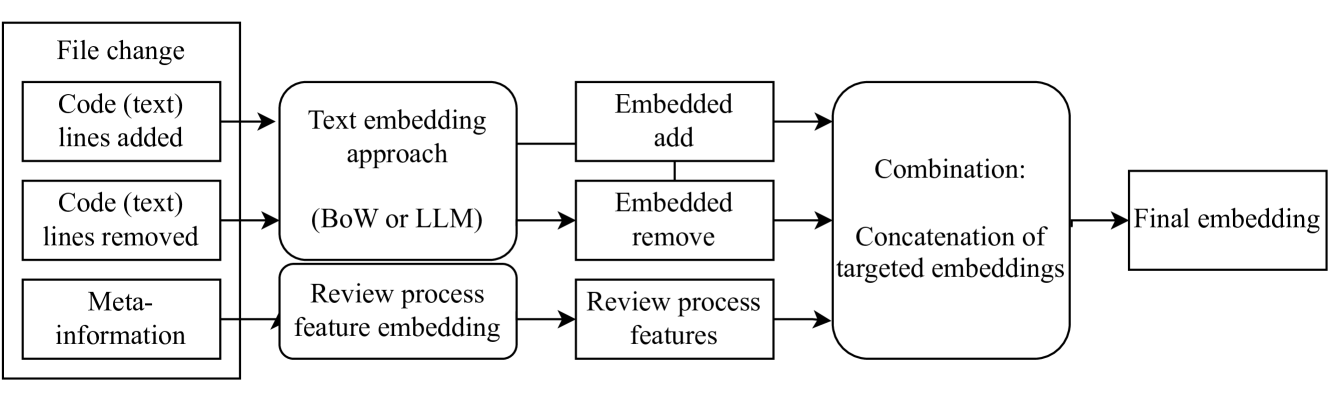 File change
Code (text)
lines added
Code (text)
lines removed
Meta-
information
Text embedding
approach
(BoW or LLM)
Review process
feature embedding
Embedded
add
Embedded
remove
Review process
features
Combination:
Concatenation of
targeted embeddings
Final embedding